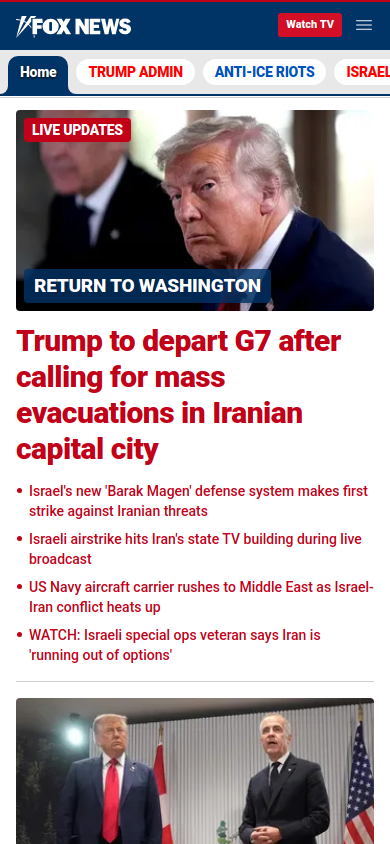 FOX NEWS
Watch TV
Home
TRUMP ADMIN
ANTI-ICE RIOTS
ISRAEL
LIVE UPDATES
RETURN TO WASHINGTON
Trump to depart G7 after
calling for mass
evacuations in Iranian
capital city
• Israel's new 'Barak Magen' defense system makes first
strike against Iranian threats
• Israeli airstrike hits Iran's state TV building during live
broadcast
• US Navy aircraft carrier rushes to Middle East as Israel-
Iran conflict heats up
• WATCH: Israeli special ops veteran says Iran is
'running out of options'